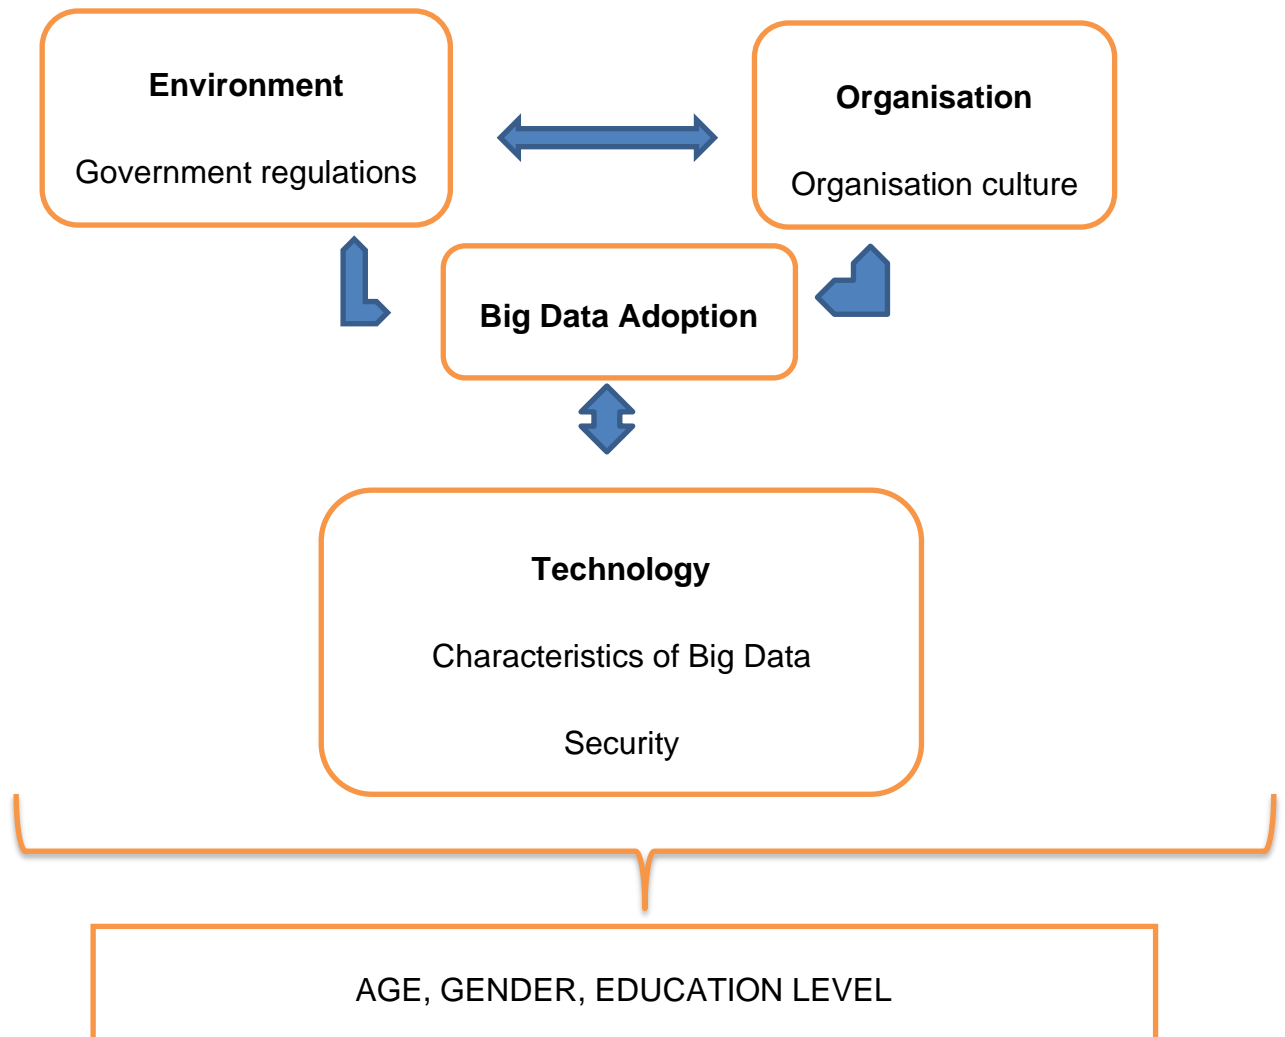 Environment
Government regulations
Organisation
Organisation culture
Big Data Adoption
Technology
Characteristics of Big Data
Security
AGE, GENDER, EDUCATION LEVEL